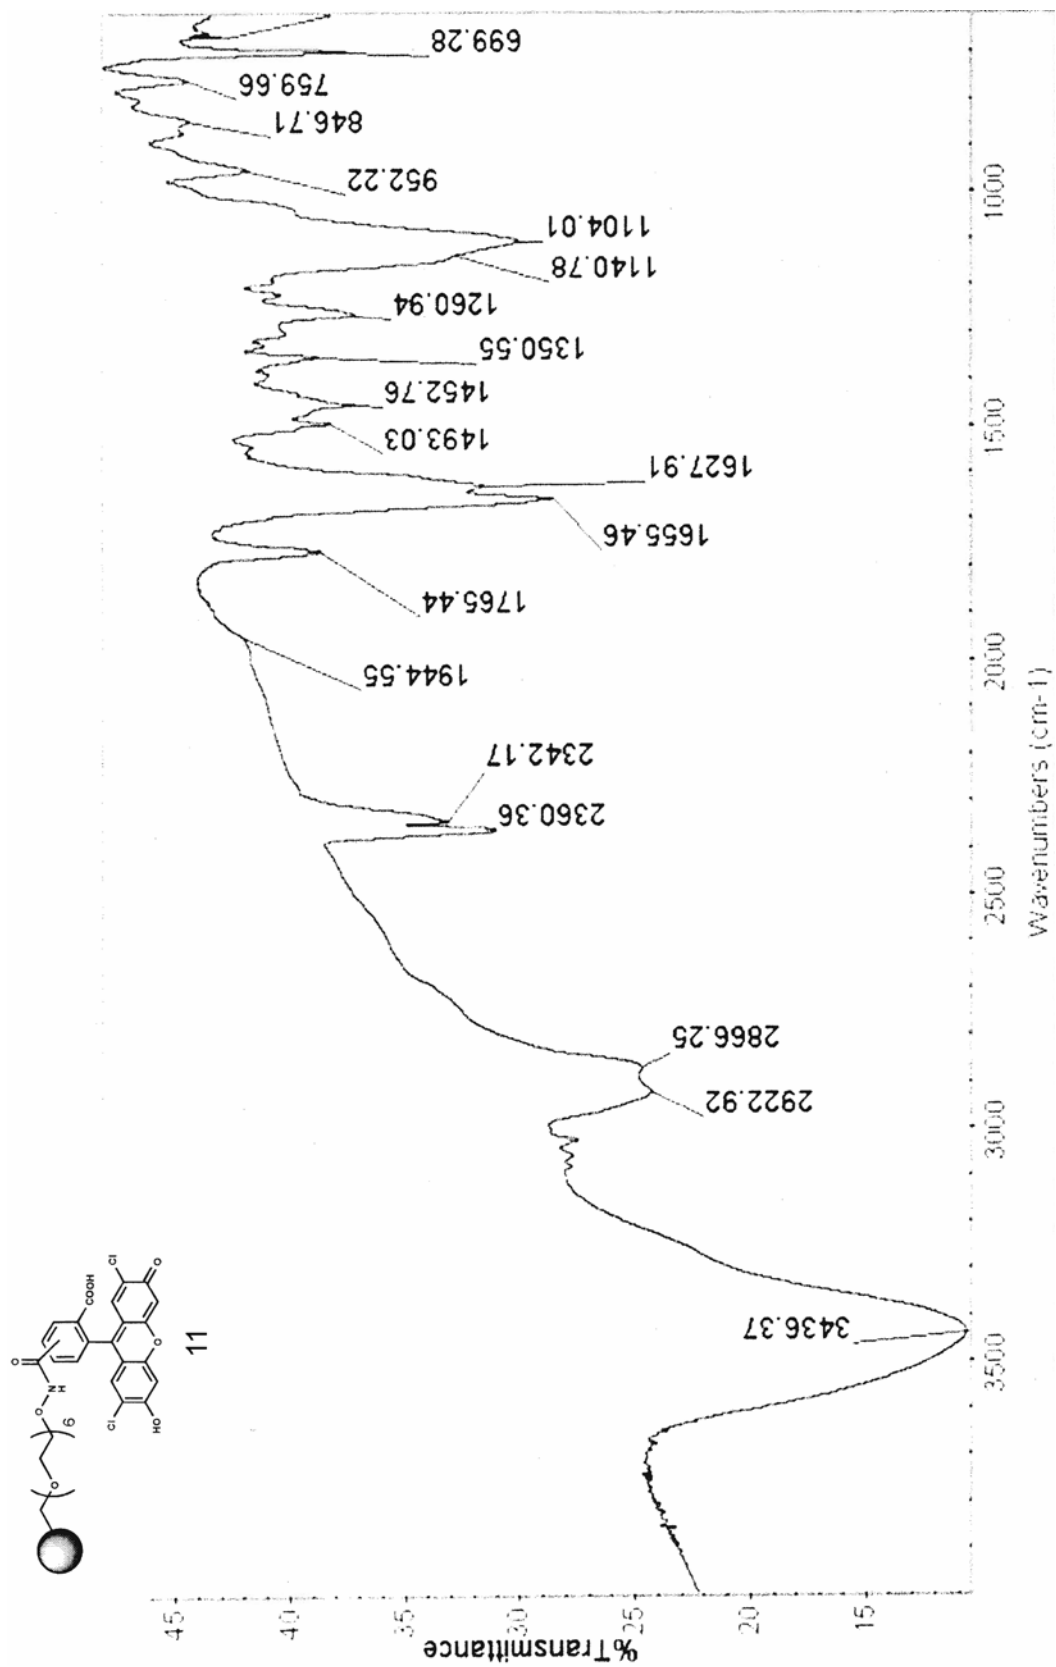 699.28
759.66
846.71
952.22
1104.01
1140.78
1260.94
1350.55
1452.76
1493.03
1627.91
1655.46
1765.44
1944.55
2342.17
2360.36
2866.25
2922.92
3436.37
1000
1500
2000
2500
3000
3500
Wavenumbers (cm-1)
45
40
35
30
25
20
15
%Transmittance
O
N
H
O
6
O
COOH
Cl
O
O
Cl
HO
11